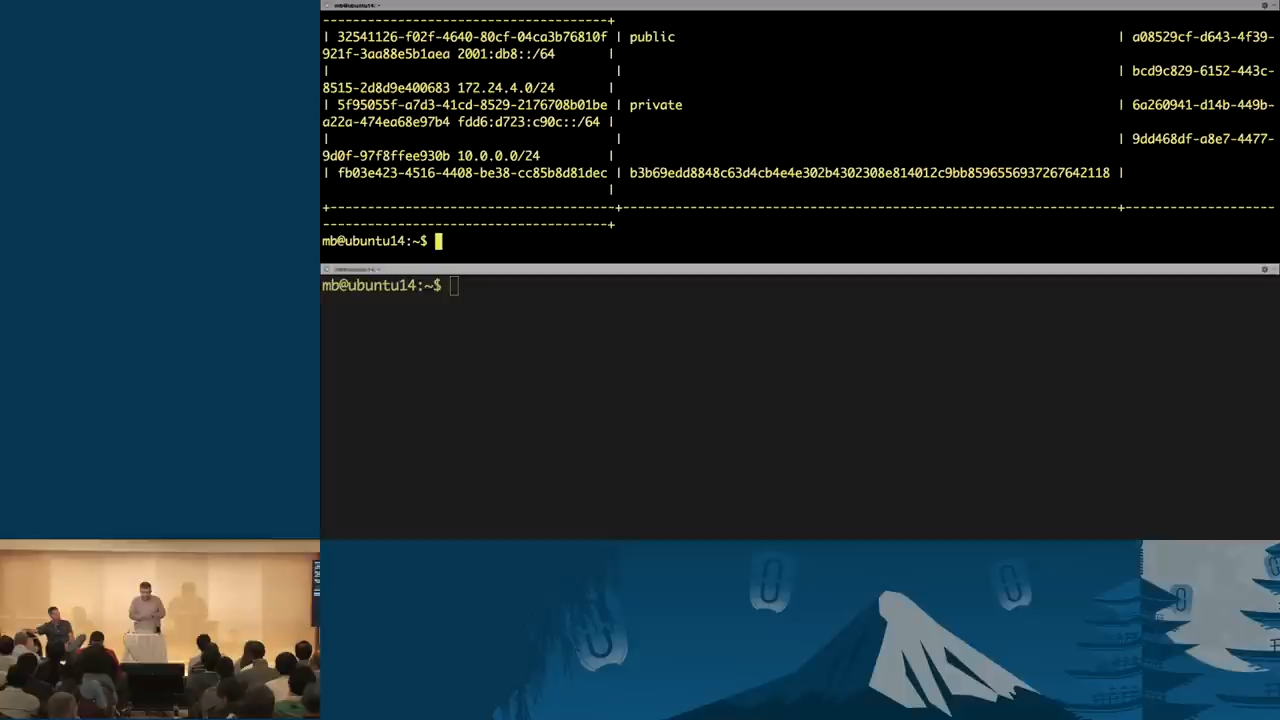 mb@ubuntu14: ~
--------------------------------------+
| 32541126-f02f-4640-80cf-04ca3b76810f | public | a08529cf-d643-4f39-
921f-3aa88e5b1aea 2001:db8::/64 |
| | | bcd9c829-6152-443c-
8515-2d8d9e400683 172.24.4.0/24 |
| 5f95055f-a7d3-41cd-8529-2176708b01be | private | 6a260941-d14b-449b-
a22a-474ea68e97b4 fdd6:d723:c90c::/64 |
| | | 9dd468df-a8e7-4477-
9d0f-97f8ffee930b 10.0.0.0/24 |
| fb03e423-4516-4408-be38-cc85b8d81dec | b3b69edd8848c63d4cb4e4e302b4302308e814012c9bb8596556937267642118 |
|
+--------------------------------------+------------------------------------------------------------------+--------------------
--------------------------------------+
mb@ubuntu14:~$
mb@ubuntu14:~$